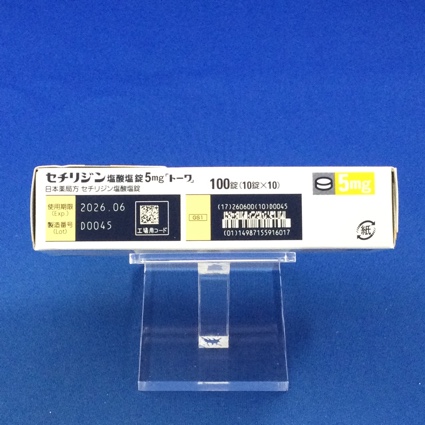 セチリジン塩酸塩錠5mg「トーワ」
日本薬局方 セチリジン塩酸塩錠
100錠(10錠×10)
5mg
使用期限
(Exp.)
2026.06
製造番号
(Lot)
D0045
工場用コード
GS1
(17)260600(10)D0045
(01)14987155916017
紙